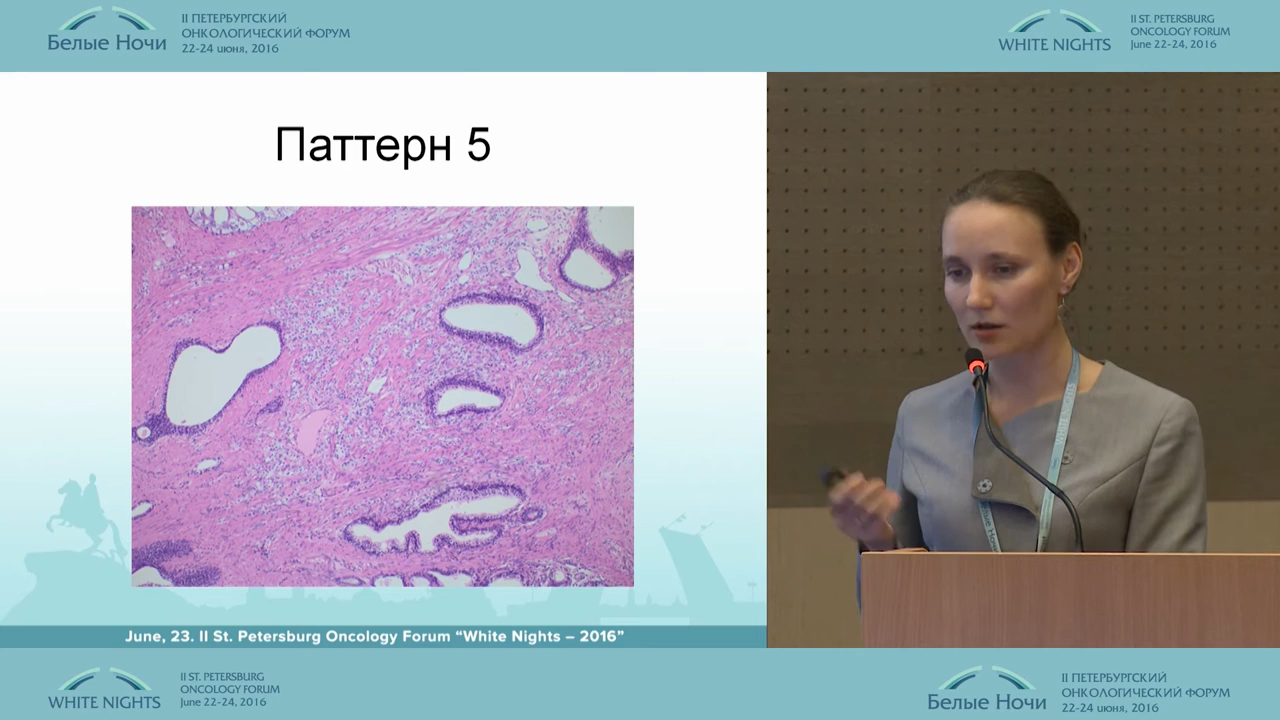 Белые Ночи
II ПЕТЕРБУРГСКИЙ
ОНКОЛОГИЧЕСКИЙ ФОРУМ
22-24 июня, 2016
WHITE NIGHTS
II ST. PETERSBURG
ONCOLOGY FORUM
June 22-24, 2016
Паттерн 5
June, 23. II St. Petersburg Oncology Forum “White Nights – 2016”
WHITE NIGHTS
II ST. PETERSBURG
ONCOLOGY FORUM
June 22-24, 2016
Белые Ночи
II ПЕТЕРБУРГСКИЙ
ОНКОЛОГИЧЕСКИЙ ФОРУМ
22-24 июня, 2016